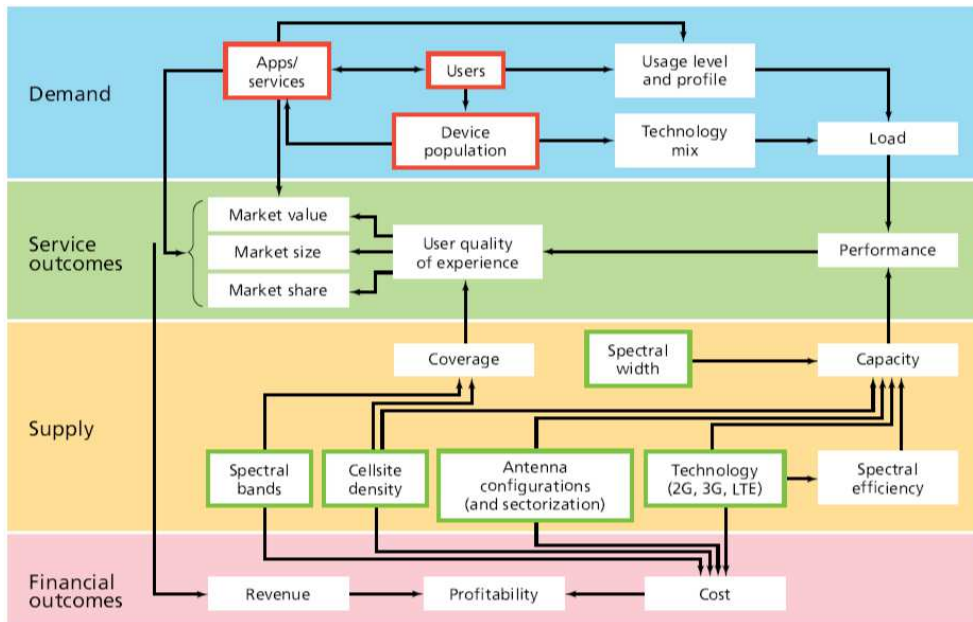 Demand
Apps/
services
Users
Usage level
and profile
Device
population
Technology
mix
Load
Service
outcomes
Market value
Market size
Market share
User quality
of experience
Performance
Supply
Coverage
Spectral
width
Capacity
Spectral
bands
Cellsite
density
Antenna
configurations
(and sectorization)
Technology
(2G, 3G, LTE)
Spectral
efficiency
Financial
outcomes
Revenue
Profitability
Cost